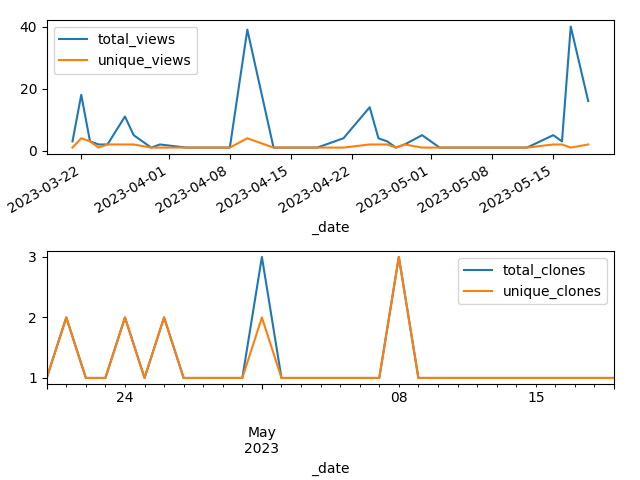 40
20
0
total_views
unique_views
2023-03-22
2023-04-01
2023-04-08
2023-04-15
2023-04-22
2023-05-01
2023-05-08
2023-05-15
_date
3
2
1
total_clones
unique_clones
24
08
15
May
2023
_date